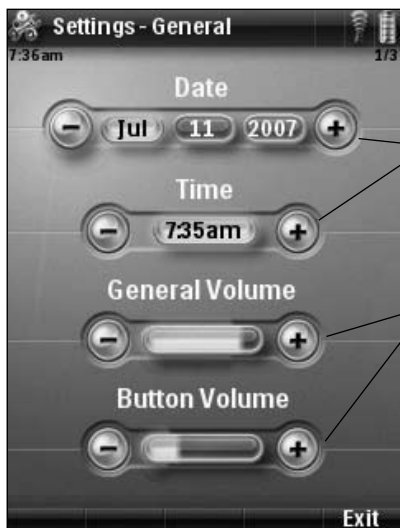 Settings - General
7:36am 1/3
Date
− Jul 11 2007 +
Time
− 7:35am +
General Volume
− +
Button Volume
− +
Exit